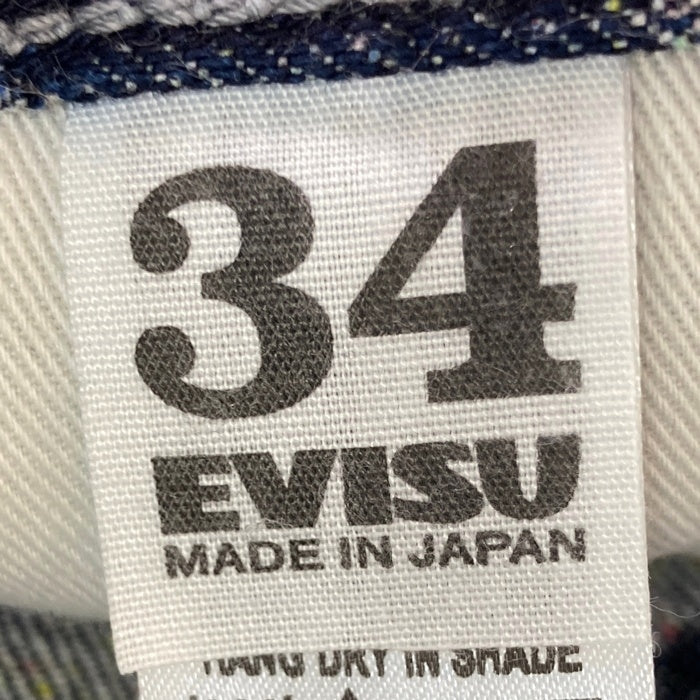 34
EVISU
MADE IN JAPAN
HANG DRY IN SHADE